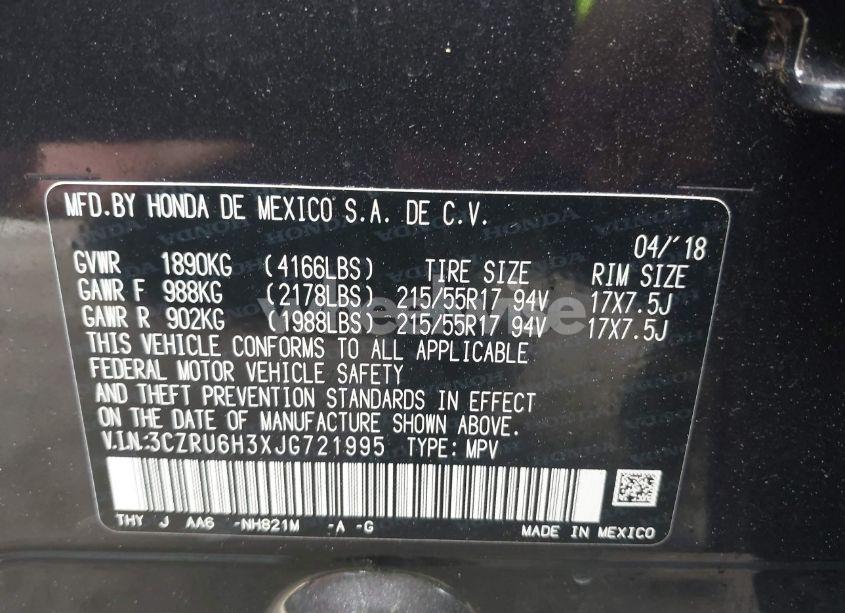 MFD.BY HONDA DE MEXICO S.A. DE C.V.
04/'18
GVWR 1890KG (4166LBS) TIRE SIZE RIM SIZE
GAWR F 988KG (2178LBS) 215/55R17 94V 17X7.5J
GAWR R 902KG (1988LBS) 215/55R17 94V 17X7.5J
THIS VEHICLE CONFORMS TO ALL APPLICABLE
FEDERAL MOTOR VEHICLE SAFETY
AND THEFT PREVENTION STANDARDS IN EFFECT
ON THE DATE OF MANUFACTURE SHOWN ABOVE.
V.I.N.:3CZRU6H3XJG721995 TYPE: MPV
THY J AA6 -NH821M -A -G
MADE IN MEXICO